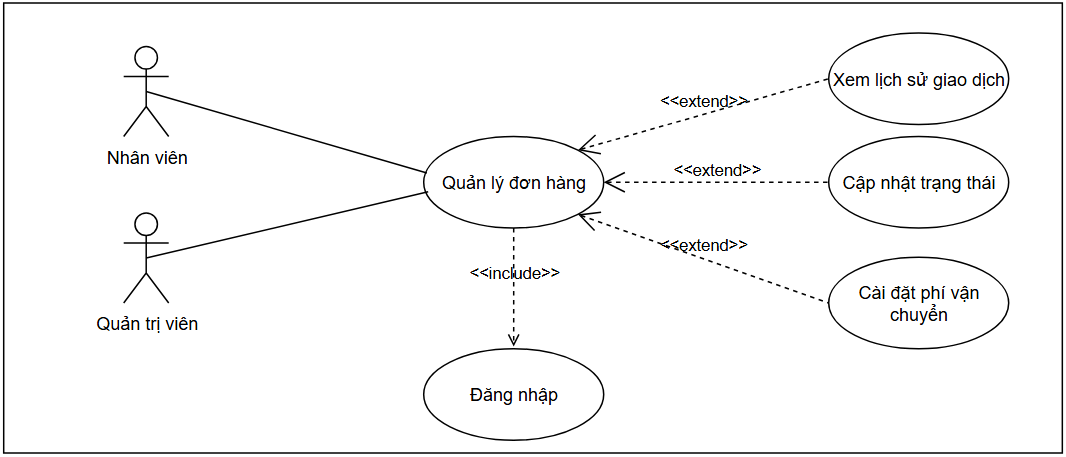 Xem lịch sử giao dịch
<<extend>>
Nhân viên
<<extend>>
Quản lý đơn hàng
Cập nhật trạng thái
<<extend>>
<<include>>
Cài đặt phí vận
chuyển
Quản trị viên
Đăng nhập